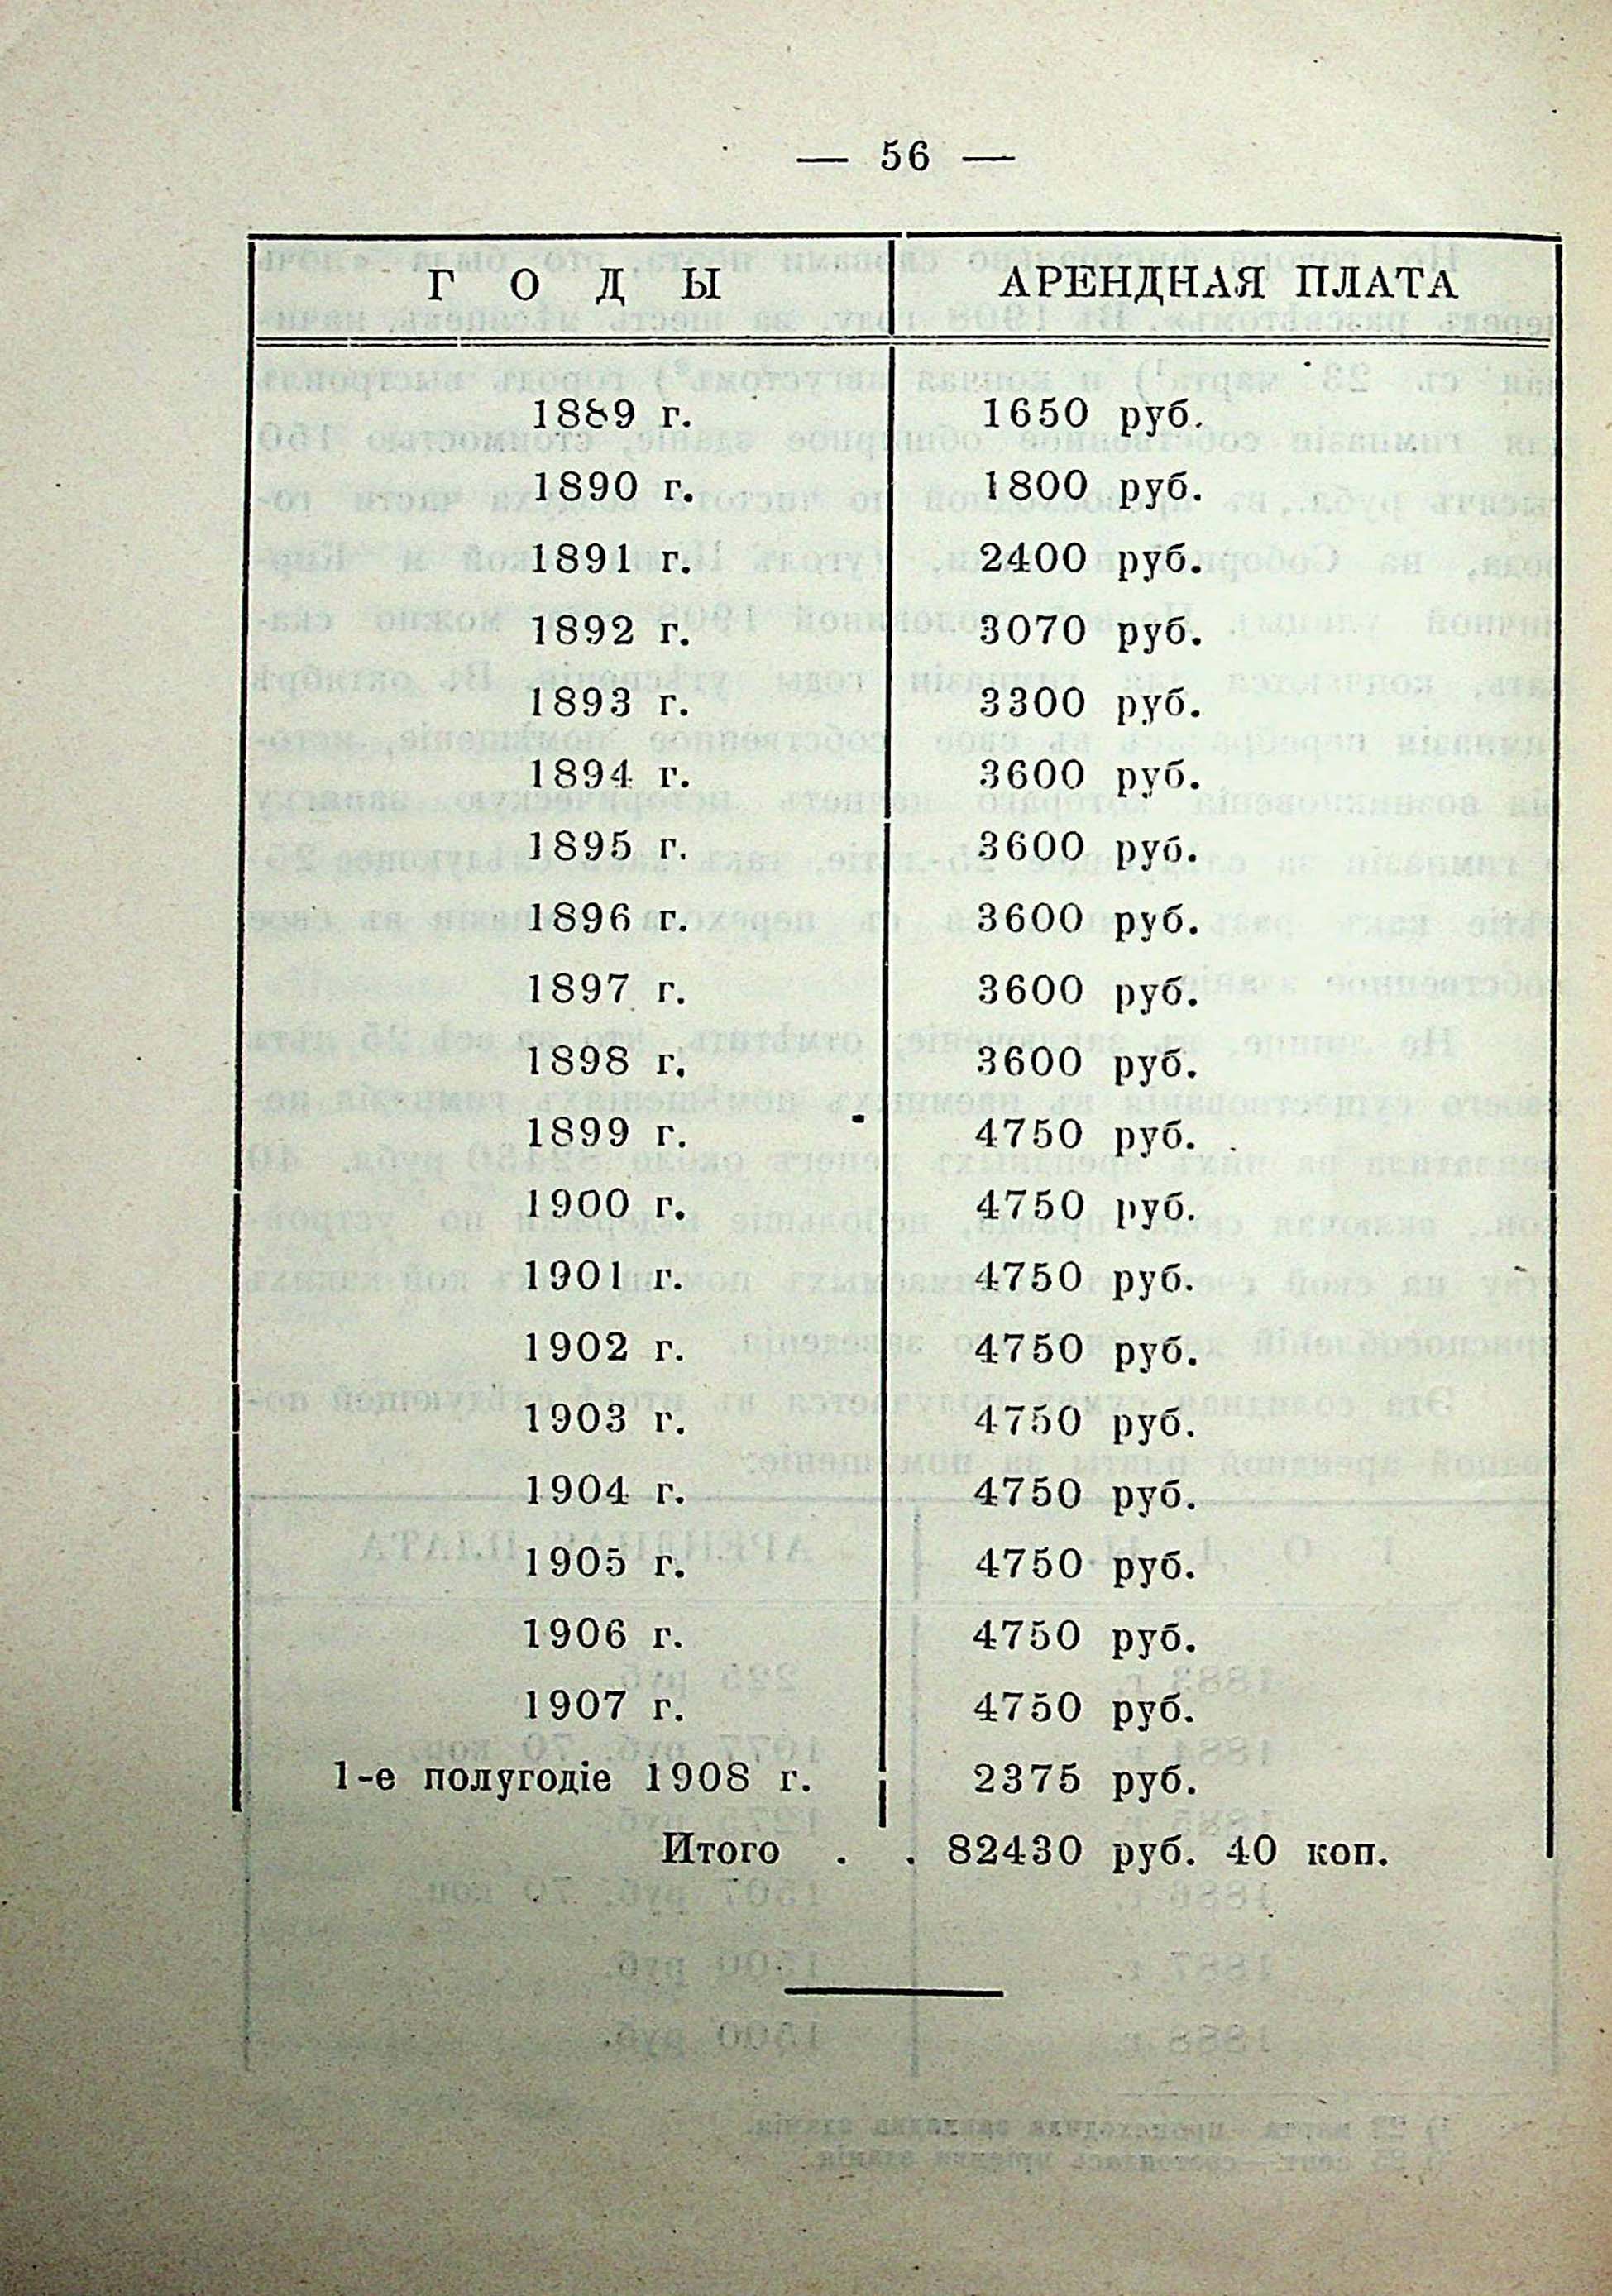 — 56 —
Г О Д Ы АРЕНДНАЯ ПЛАТА
1889 г. 1650 руб.
1890 г. 1800 руб.
1891 г. 2400 руб.
1892 г. 3070 руб.
1893 г. 3300 руб.
1894 г. 3600 руб.
1895 г. 3600 руб.
1896 г. 3600 руб.
1897 г. 3600 руб.
1898 г. 3600 руб.
1899 г. 4750 руб.
1900 г. 4750 руб.
1901 г. 4750 руб.
1902 г. 4750 руб.
1903 г. 4750 руб.
1904 г. 4750 руб.
1905 г. 4750 руб.
1906 г. 4750 руб.
1907 г. 4750 руб.
1-е полугодіе 1908 г. 2375 руб.
Итого . . 82430 руб. 40 коп.